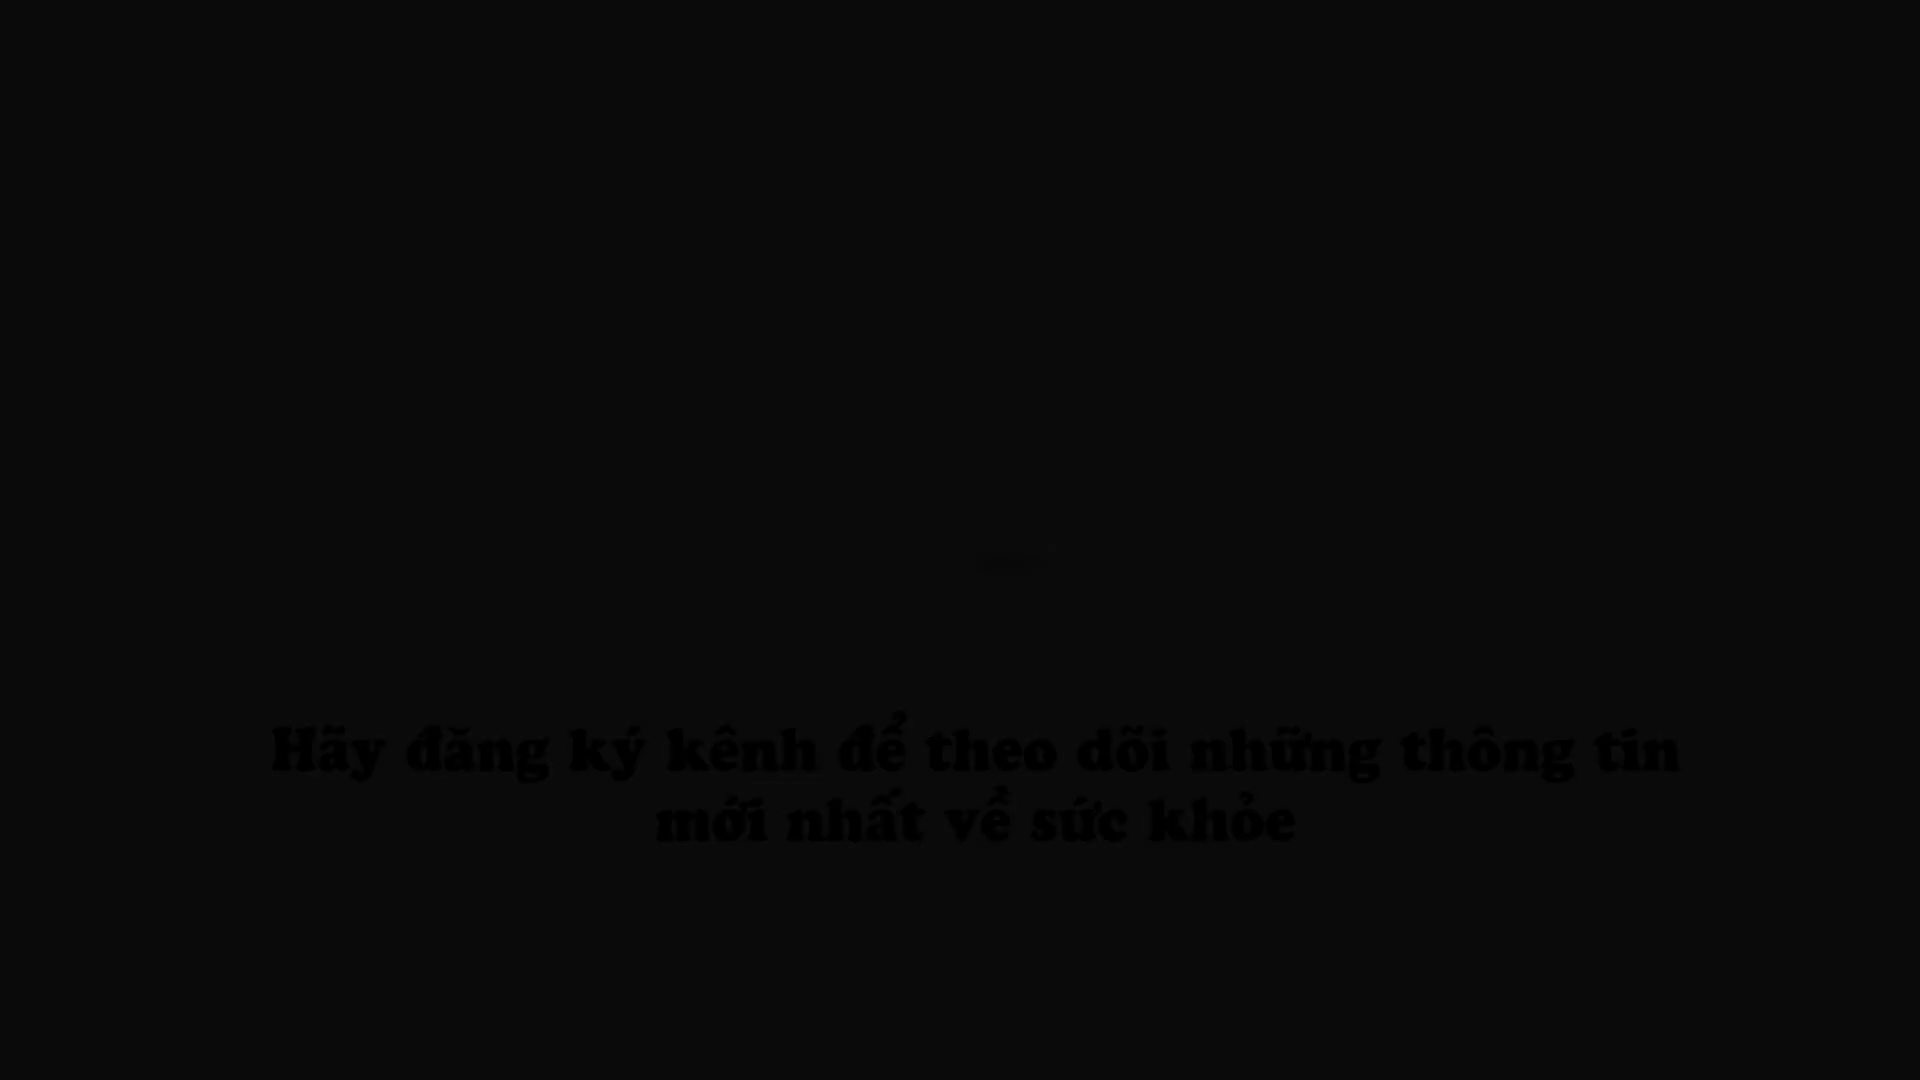 Hãy đăng ký kênh để theo dõi những thông tin
mới nhất về sức khỏe